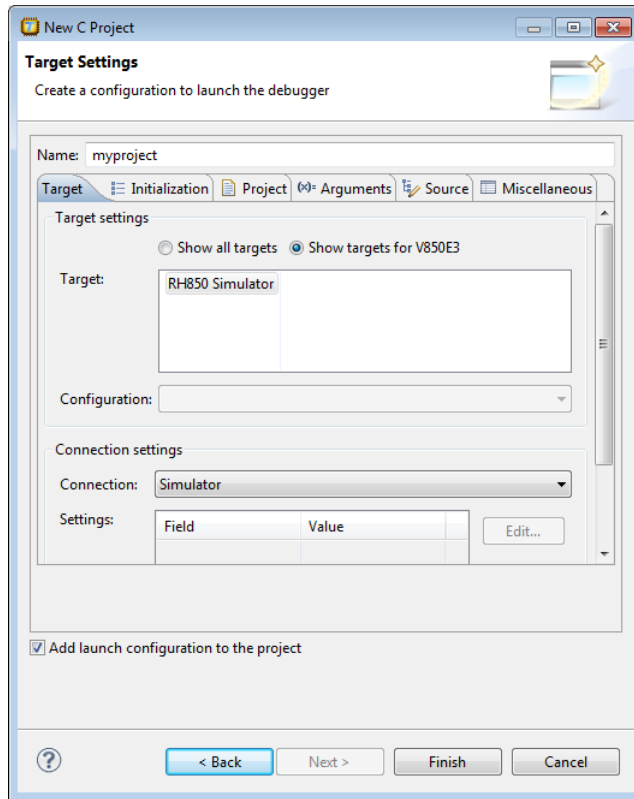 New C Project
Target Settings
Create a configuration to launch the debugger
Name: myproject
Target Initialization Project (x)= Arguments Source Miscellaneous
Target settings
Show all targets Show targets for V850E3
Target: RH850 Simulator
Configuration:
Connection settings
Connection: Simulator
Settings: Field Value Edit...
Add launch configuration to the project
? < Back Next > Finish Cancel